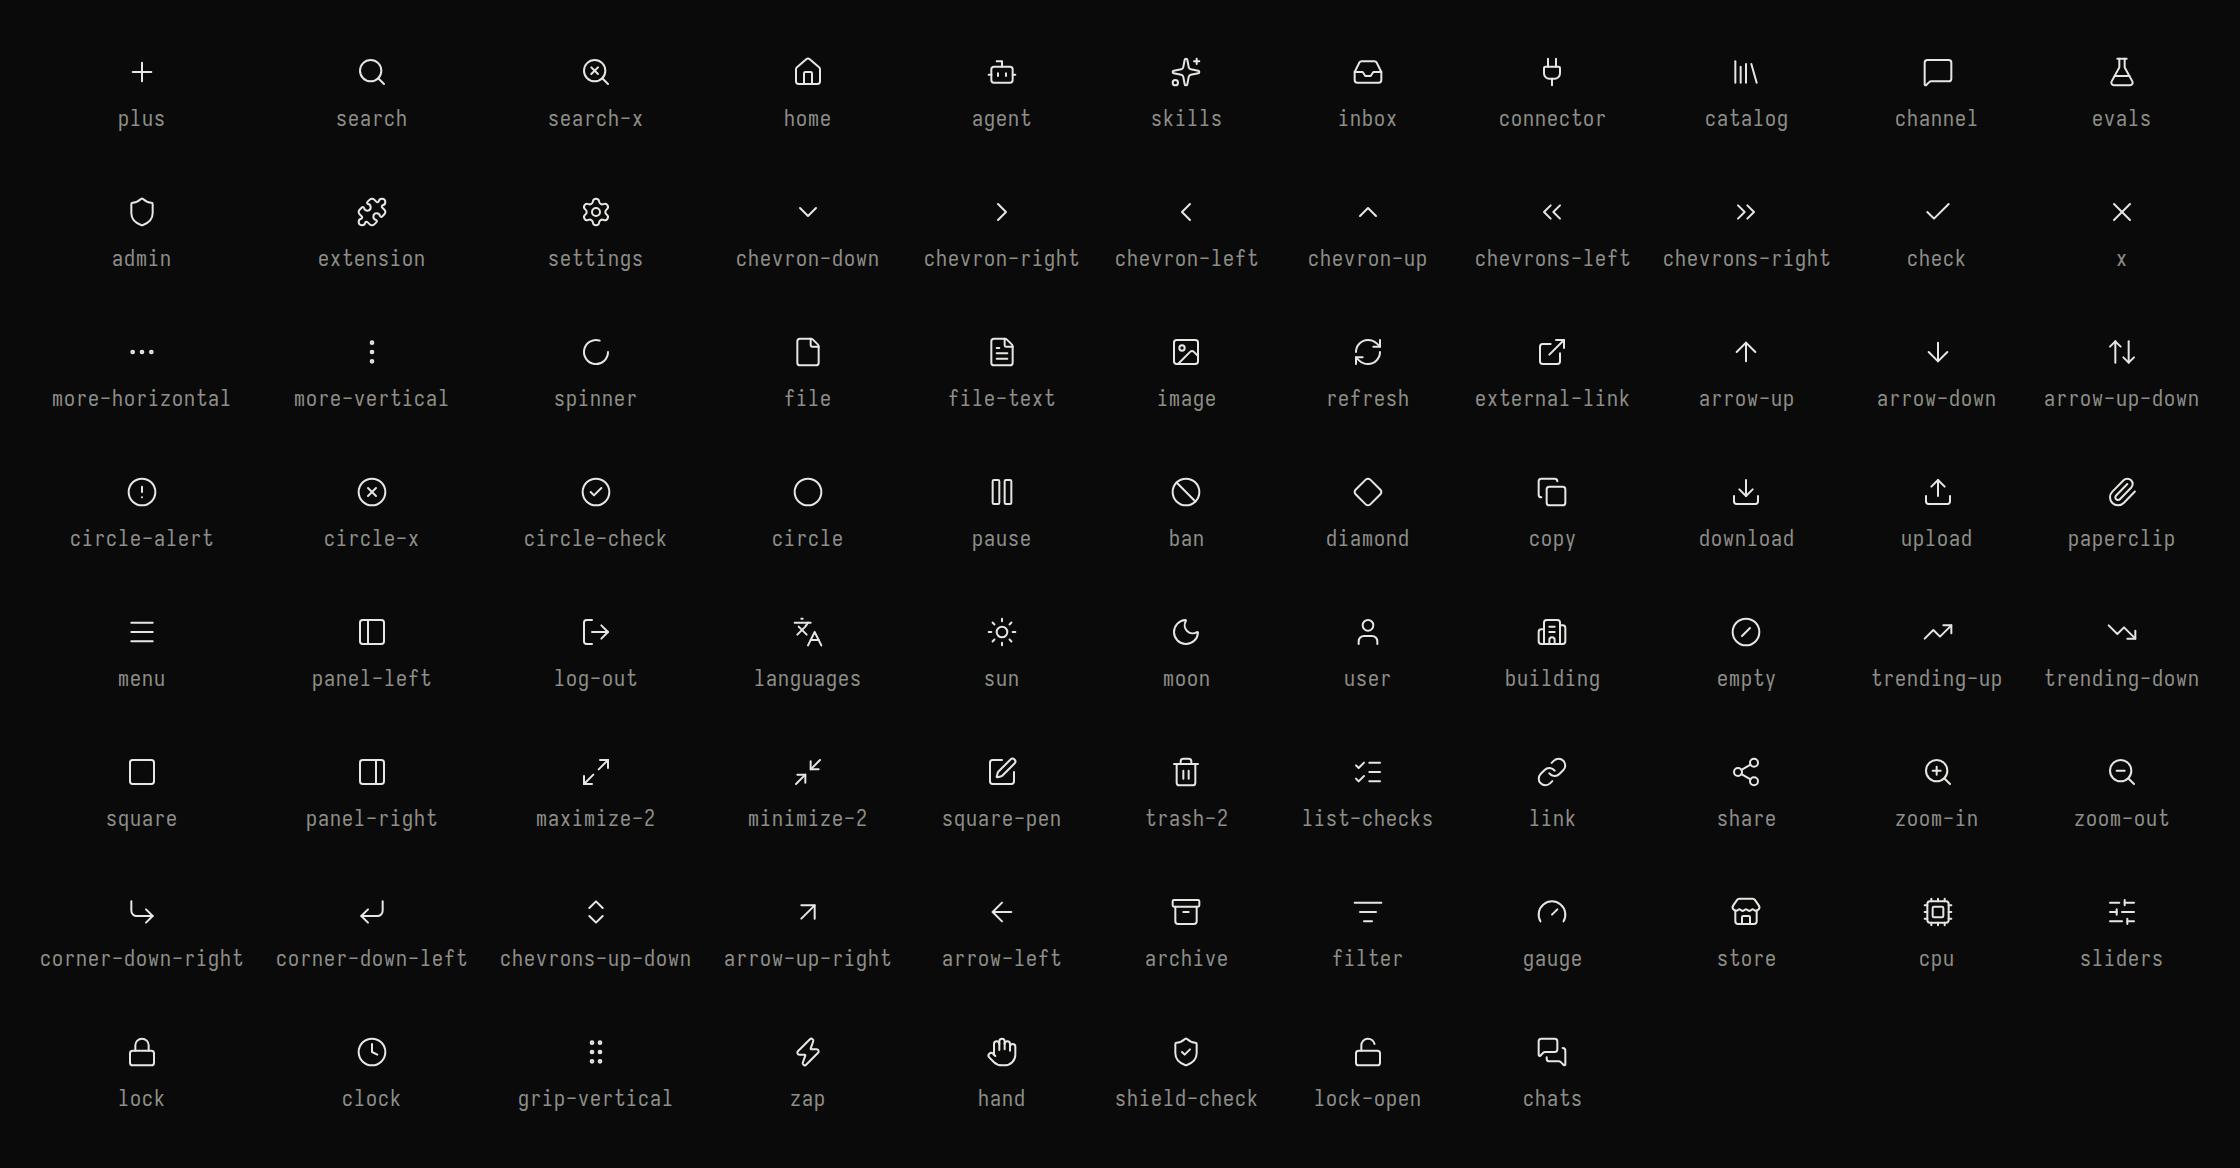 plus search search-x home agent skills inbox connector catalog channel evals
admin extension settings chevron-down chevron-right chevron-left chevron-up chevrons-left chevrons-right check x
more-horizontal more-vertical spinner file file-text image refresh external-link arrow-up arrow-down arrow-up-down
circle-alert circle-x circle-check circle pause ban diamond copy download upload paperclip
menu panel-left log-out languages sun moon user building empty trending-up trending-down
square panel-right maximize-2 minimize-2 square-pen trash-2 list-checks link share zoom-in zoom-out
corner-down-right corner-down-left chevrons-up-down arrow-up-right arrow-left archive filter gauge store cpu sliders
lock clock grip-vertical zap hand shield-check lock-open chats